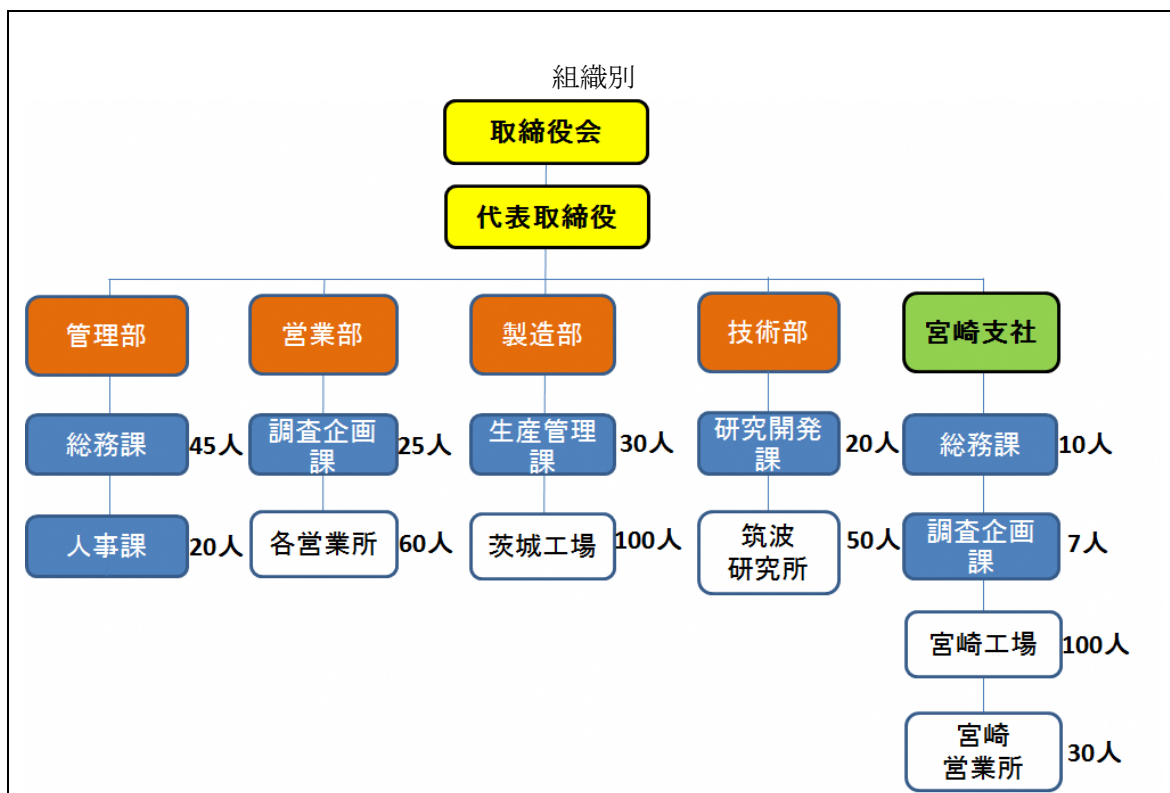 組織別
取締役会
代表取締役
管理部
営業部
製造部
技術部
宮崎支社
総務課
45人
調査企画
課
25人
生産管理
課
30人
研究開発
課
20人
総務課
10人
人事課
20人
各営業所
60人
茨城工場
100人
筑波
研究所
50人
調査企画
課
7人
宮崎工場
100人
宮崎
営業所
30人